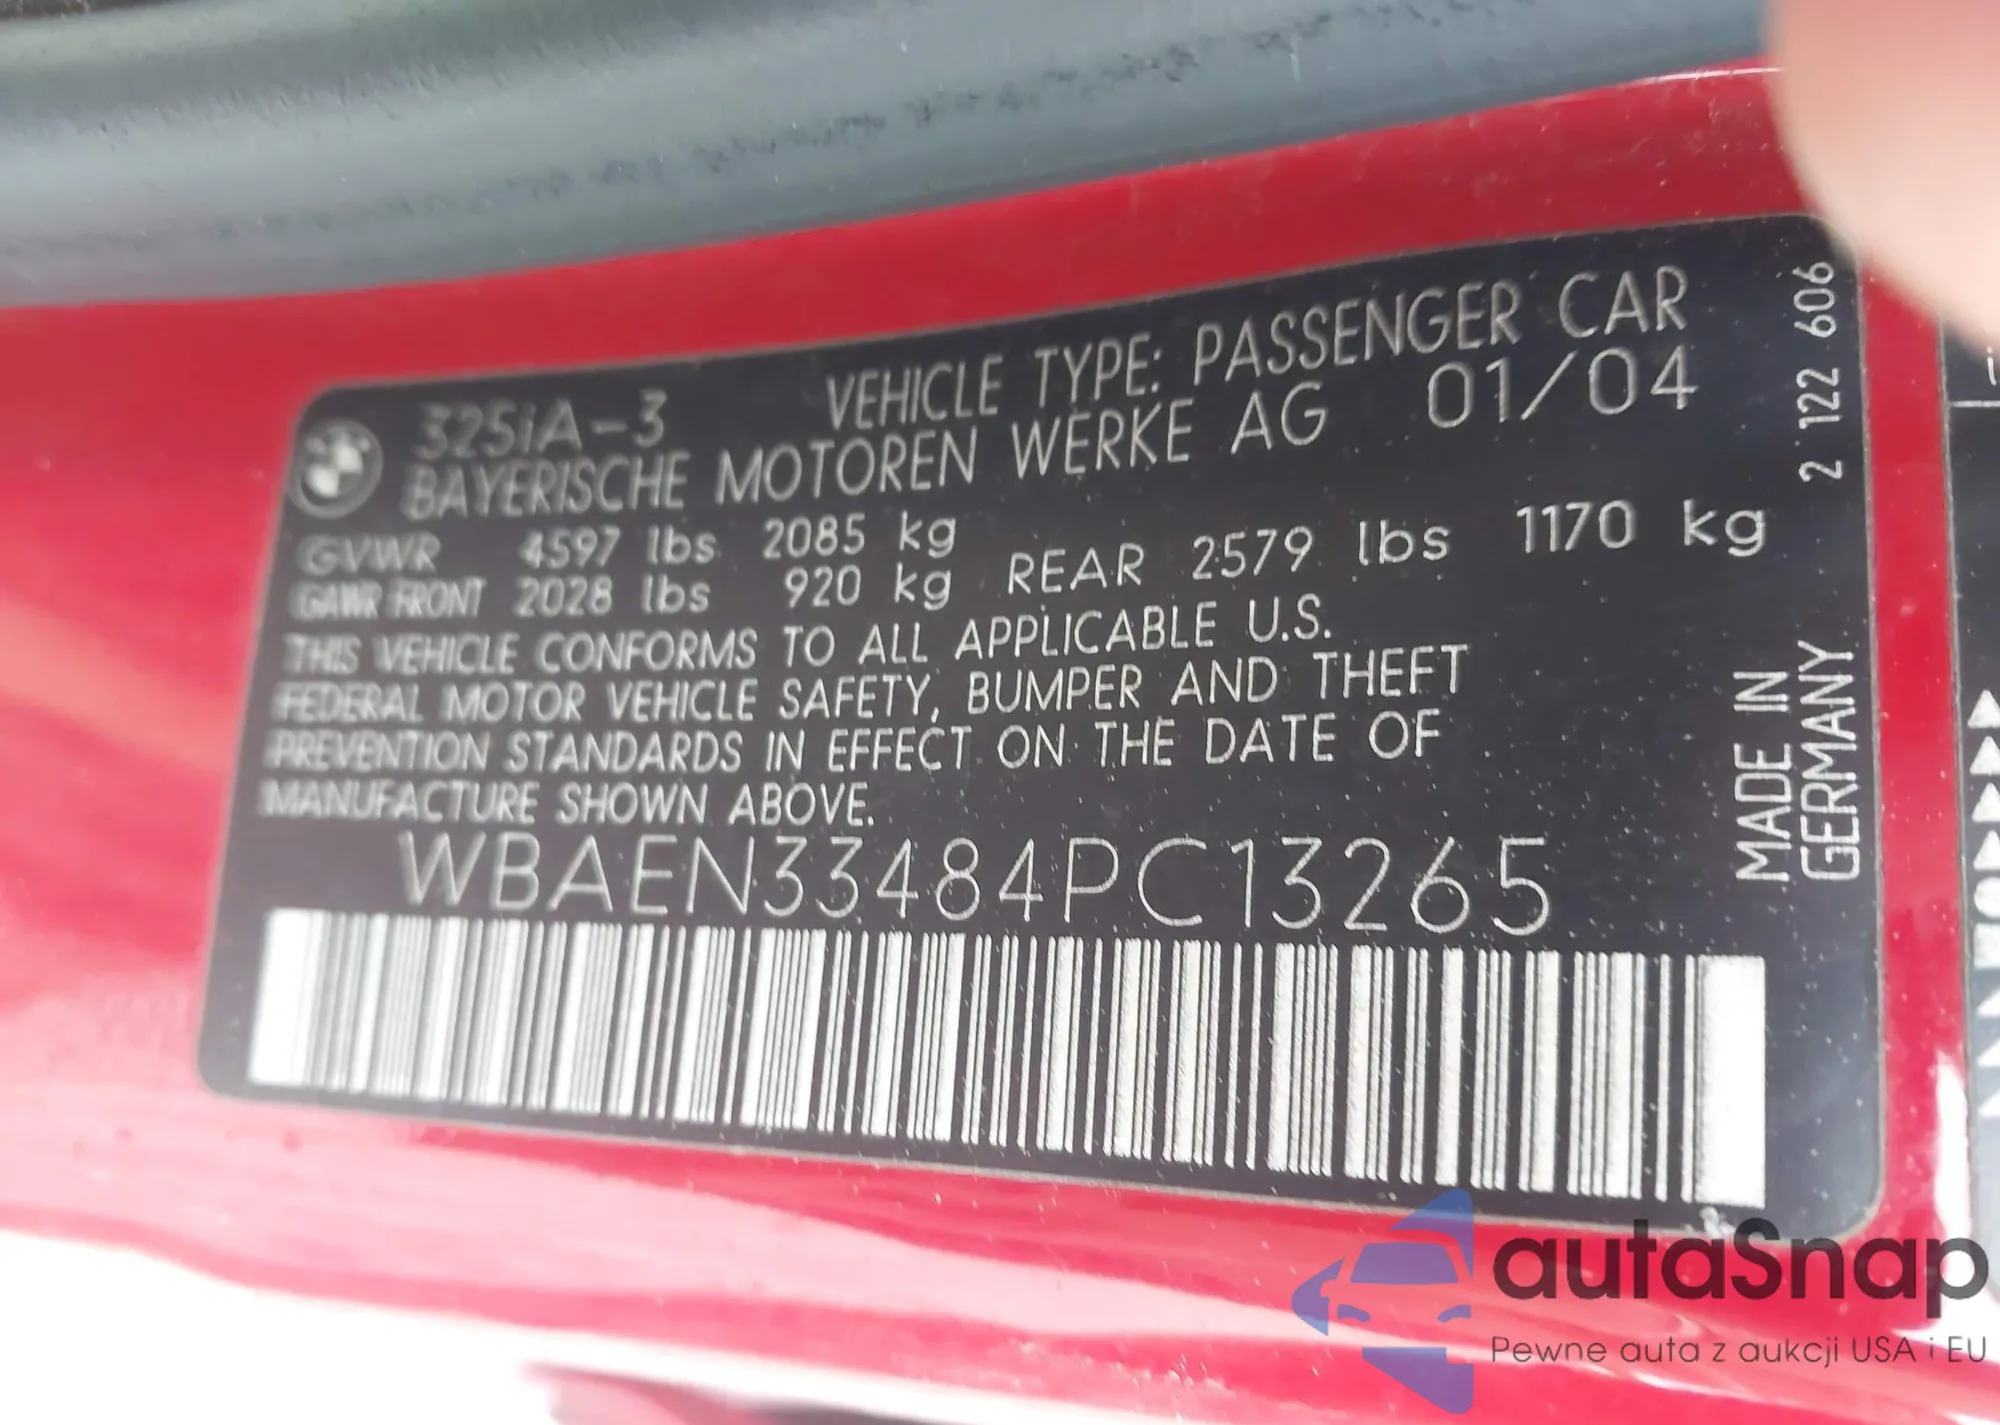 325iA-3 VEHICLE TYPE: PASSENGER CAR
BAYERISCHE MOTOREN WERKE AG 01/04
GVWR 4597 lbs 2085 kg
GAWR FRONT 2028 lbs 920 kg REAR 2579 lbs 1170 kg
THIS VEHICLE CONFORMS TO ALL APPLICABLE U.S.
FEDERAL MOTOR VEHICLE SAFETY, BUMPER AND THEFT
PREVENTION STANDARDS IN EFFECT ON THE DATE OF
MANUFACTURE SHOWN ABOVE.
WBAEN33484PC13265
MADE IN
GERMANY
2 122 606
autaSnap
Pewne auta z aukcji USA i EU